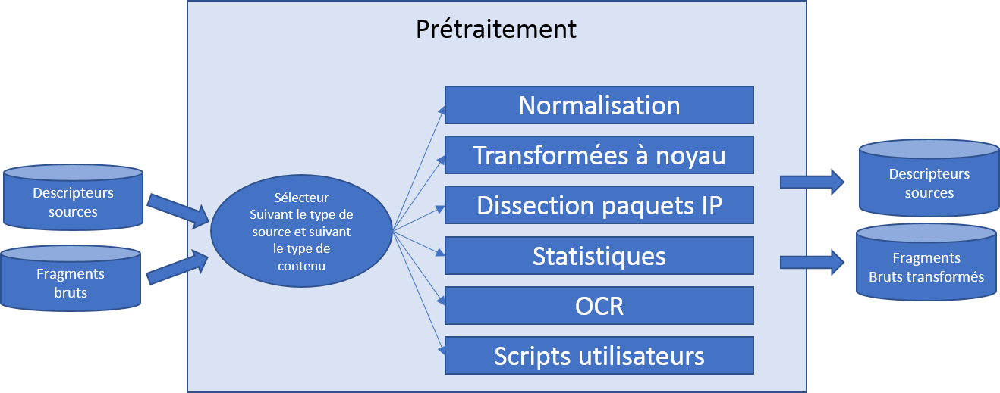 Prétraitement
Descripteurs
sources
Fragments
bruts
Sélecteur
Suivant le type de
source et suivant
le type de
contenu
Normalisation
Transformées à noyau
Dissection paquets IP
Statistiques
OCR
Scripts utilisateurs
Descripteurs
sources
Fragments
Bruts transformés